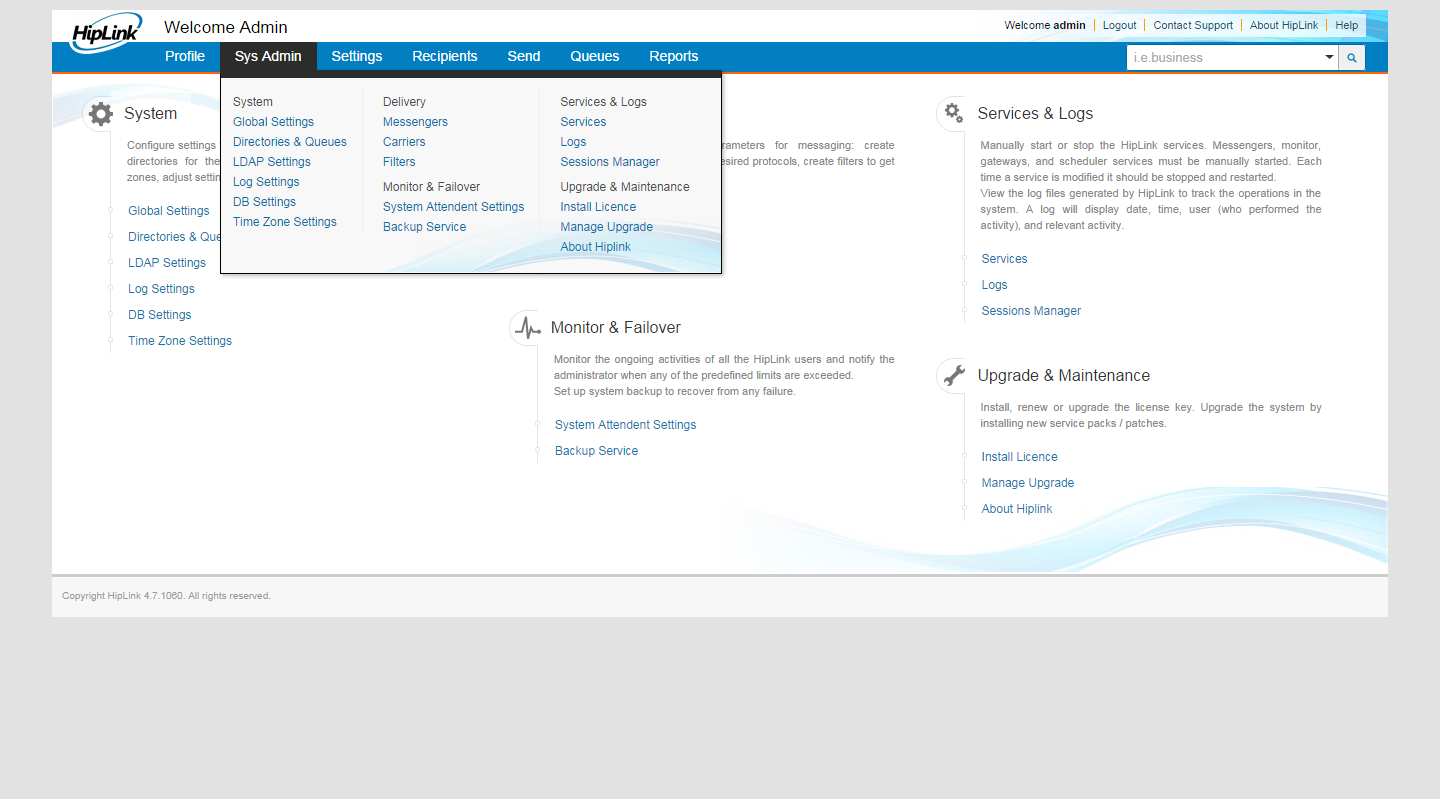 HipLink
Welcome Admin
Welcome admin Logout Contact Support About HipLink Help
Profile Sys Admin Settings Recipients Send Queues Reports
i.e.business
System
Global Settings
Directories & Queues
LDAP Settings
Log Settings
DB Settings
Time Zone Settings
Delivery
Messengers
Carriers
Filters
Monitor & Failover
System Attendent Settings
Backup Service
Services & Logs
Services
Logs
Sessions Manager
Upgrade & Maintenance
Install Licence
Manage Upgrade
About Hiplink
System
Configure settings
directories for the
zones, adjust
Global Settings
Directories &
LDAP Settings
Log Settings
DB Settings
Time Zone Settings
for messaging: create
protocols, create filters to get
Monitor & Failover
Monitor the ongoing activities of all the HipLink users and notify the
administrator when any of the predefined limits are exceeded.
Set up system backup to recover from any failure.
System Attendent Settings
Backup Service
Services & Logs
Manually start or stop the HipLink services. Messengers, monitor,
gateways, and scheduler services must be manually started. Each
time a service is modified it should be stopped and restarted.
View the log files generated by HipLink to track the operations in the
system. A log will display date, time, user (who performed the
activity), and relevant activity.
Services
Logs
Sessions Manager
Upgrade & Maintenance
Install, renew or upgrade the license key. Upgrade the system by
installing new service packs / patches.
Install Licence
Manage Upgrade
About Hiplink
Copyright HipLink 4.7.1060. All rights reserved.